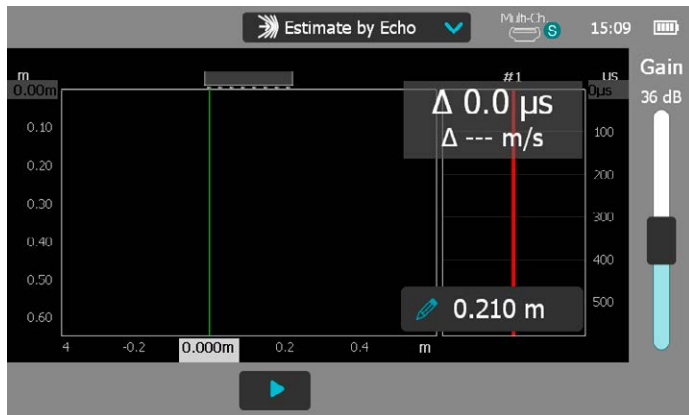 Estimate by Echo
Multi-Ch.
S
15:09
Gain
36 dB
m
#1
µs
0.00m
0µs
Δ 0.0 µs
Δ --- m/s
0.10
100
0.20
200
0.30
300
0.40
400
0.50
500
0.60
0.210 m
4
-0.2
0.000m
0.2
0.4
m